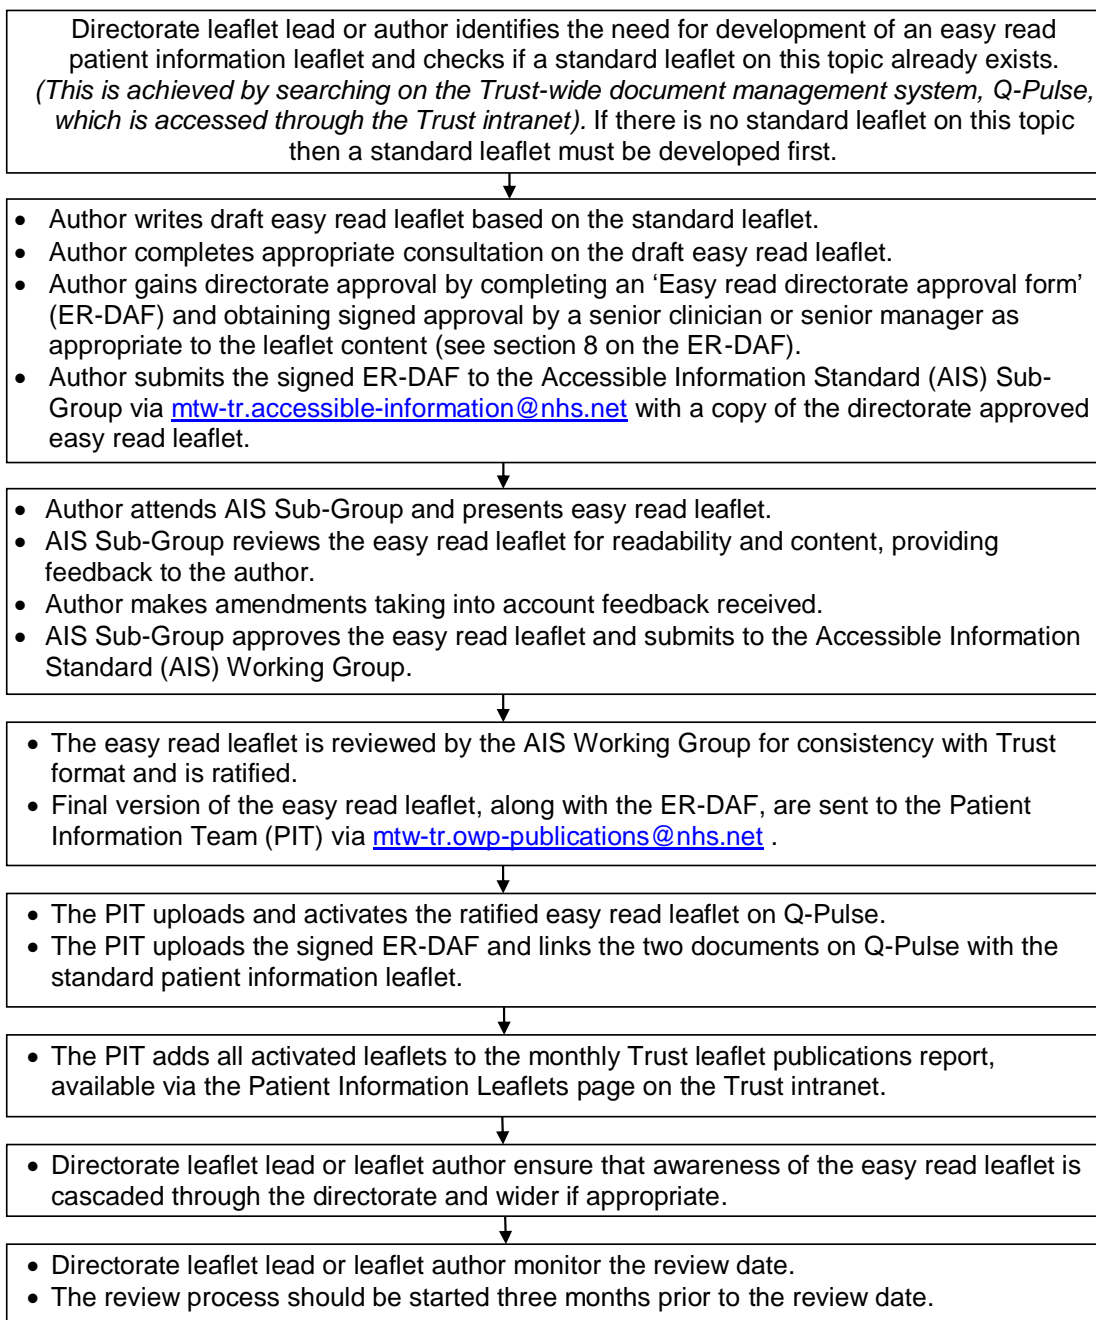 Directorate leaflet lead or author identifies the need for development of an easy read
patient information leaflet and checks if a standard leaflet on this topic already exists.
(This is achieved by searching on the Trust-wide document management system, Q-Pulse,
which is accessed through the Trust intranet). If there is no standard leaflet on this topic
then a standard leaflet must be developed first.
• Author writes draft easy read leaflet based on the standard leaflet.
• Author completes appropriate consultation on the draft easy read leaflet.
• Author gains directorate approval by completing an ‘Easy read directorate approval form’
(ER-DAF) and obtaining signed approval by a senior clinician or senior manager as
appropriate to the leaflet content (see section 8 on the ER-DAF).
• Author submits the signed ER-DAF to the Accessible Information Standard (AIS) Sub-
Group via mtw-tr.accessible-information@nhs.net with a copy of the directorate approved
easy read leaflet.
• Author attends AIS Sub-Group and presents easy read leaflet.
• AIS Sub-Group reviews the easy read leaflet for readability and content, providing
feedback to the author.
• Author makes amendments taking into account feedback received.
• AIS Sub-Group approves the easy read leaflet and submits to the Accessible Information
Standard (AIS) Working Group.
• The easy read leaflet is reviewed by the AIS Working Group for consistency with Trust
format and is ratified.
• Final version of the easy read leaflet, along with the ER-DAF, are sent to the Patient
Information Team (PIT) via mtw-tr.owp-publications@nhs.net .
• The PIT uploads and activates the ratified easy read leaflet on Q-Pulse.
• The PIT uploads the signed ER-DAF and links the two documents on Q-Pulse with the
standard patient information leaflet.
• The PIT adds all activated leaflets to the monthly Trust leaflet publications report,
available via the Patient Information Leaflets page on the Trust intranet.
• Directorate leaflet lead or leaflet author ensure that awareness of the easy read leaflet is
cascaded through the directorate and wider if appropriate.
• Directorate leaflet lead or leaflet author monitor the review date.
• The review process should be started three months prior to the review date.